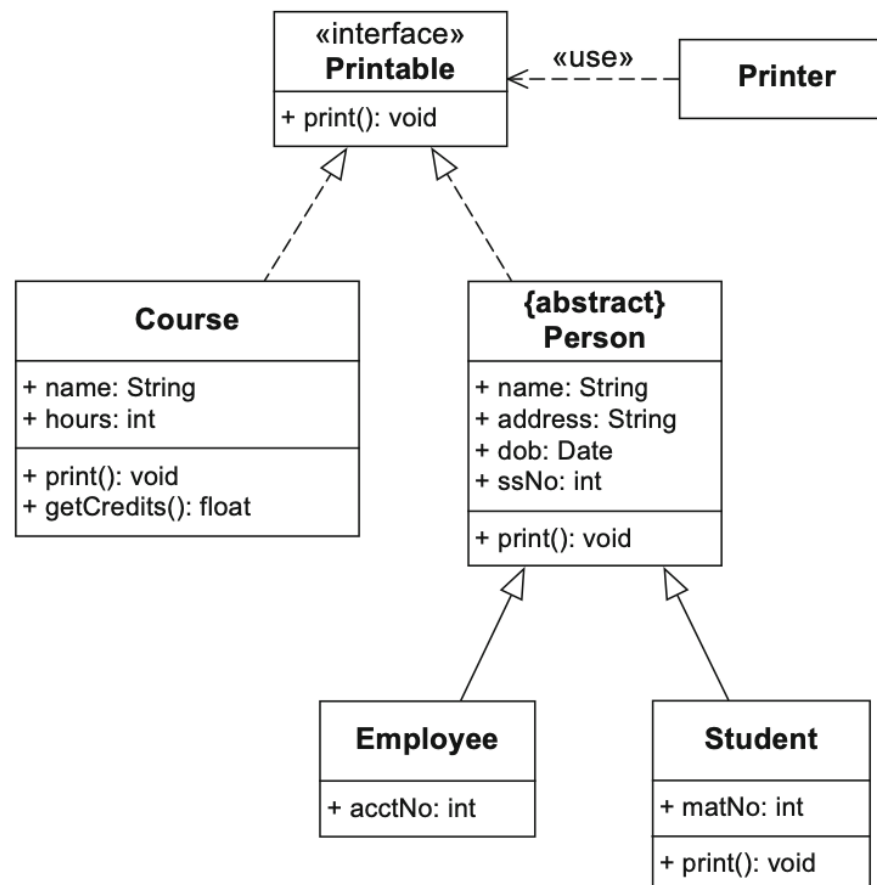 «interface»
Printable
+ print(): void
«use»
Printer
Course
+ name: String
+ hours: int
+ print(): void
+ getCredits(): float
{abstract}
Person
+ name: String
+ address: String
+ dob: Date
+ ssNo: int
+ print(): void
Employee
+ acctNo: int
Student
+ matNo: int
+ print(): void